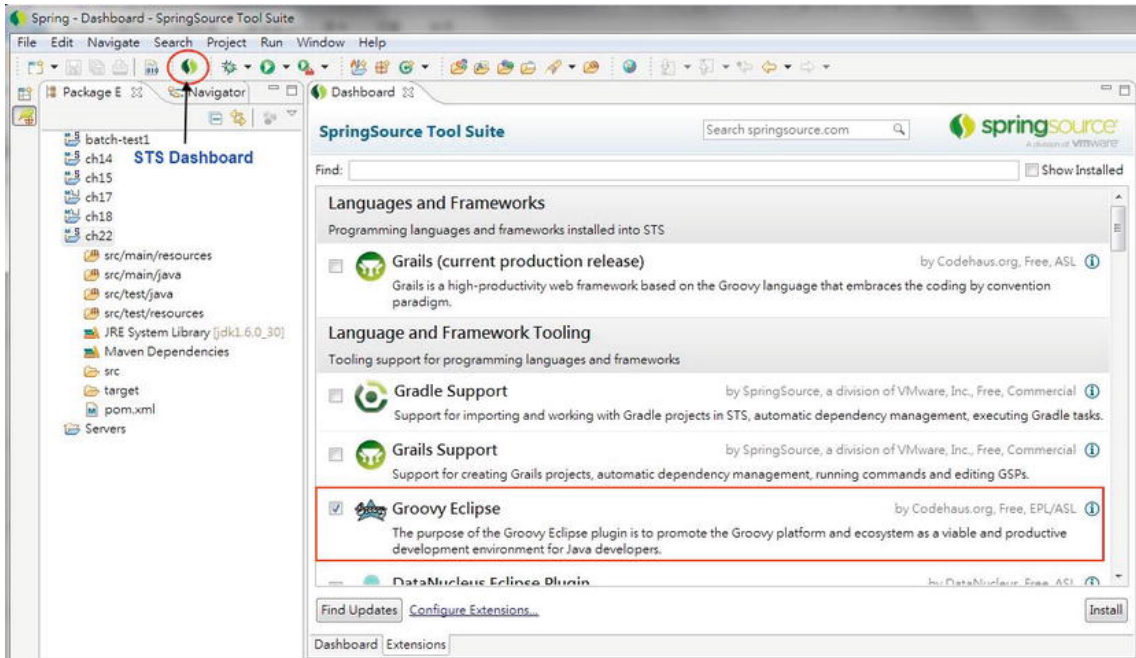 Spring - Dashboard - SpringSource Tool Suite
File Edit Navigate Search Project Run Window Help
Package E Navigator
Dashboard
batch-test1
ch14
STS Dashboard
ch15
ch17
ch18
ch22
src/main/resources
src/main/java
src/test/java
src/test/resources
JRE System Library [jdk1.6.0_30]
Maven Dependencies
src
target
pom.xml
Servers
SpringSource Tool Suite
Search springsource.com
springsource
A division of VMware
Find:
Show Installed
Languages and Frameworks
Programming languages and frameworks installed into STS
Grails (current production release)
by Codehaus.org, Free, ASL
Grails is a high-productivity web framework based on the Groovy language that embraces the coding by convention
paradigm.
Language and Framework Tooling
Tooling support for programming languages and frameworks
Gradle Support
by SpringSource, a division of VMware, Inc., Free, Commercial
Support for importing and working with Gradle projects in STS, automatic dependency management, executing Gradle tasks.
Grails Support
by SpringSource, a division of VMware, Inc., Free, Commercial
Support for creating Grails projects, automatic dependency management, running commands and editing GSPs.
Groovy Eclipse
by Codehaus.org, Free, EPL/ASL
The purpose of the Groovy Eclipse plugin is to promote the Groovy platform and ecosystem as a viable and productive
development environment for Java developers.
DataNucleus Eclipse Plugin
by DataNucleus, Free, ASL
Find Updates
Configure Extensions...
Install
Dashboard Extensions